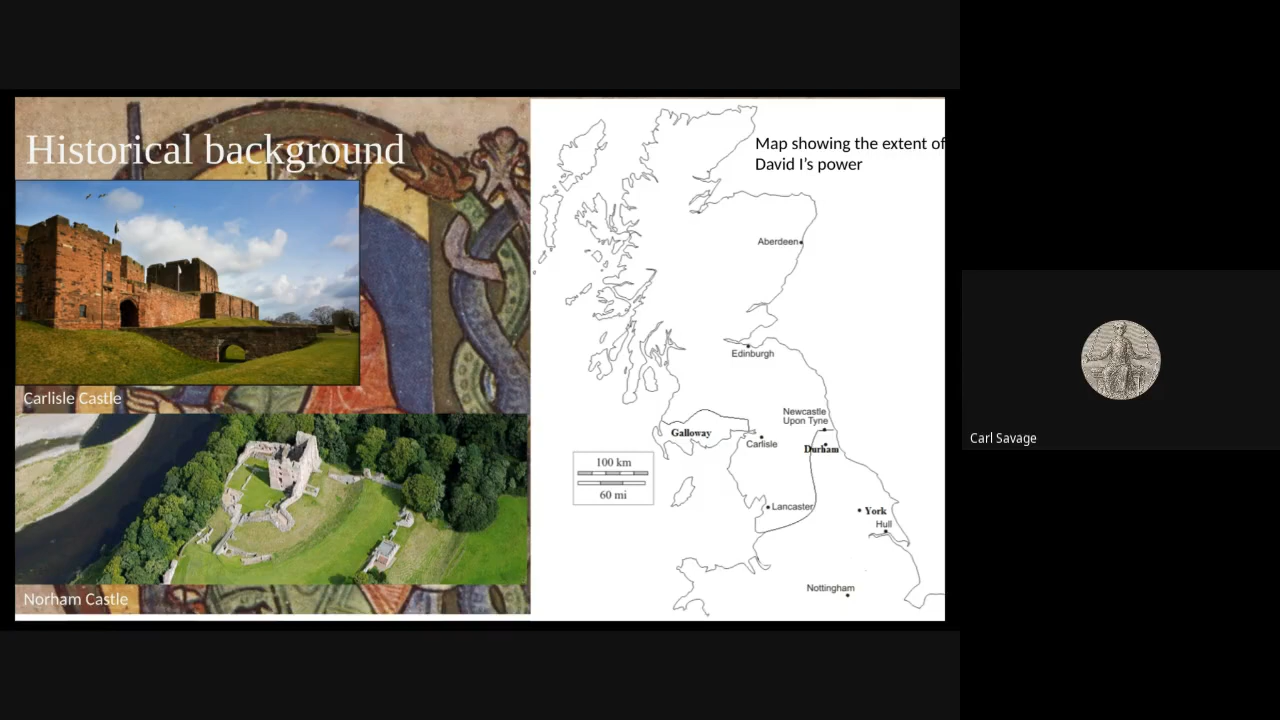 Historical background
Carlisle Castle
Norham Castle
Map showing the extent of
David I's power
Aberdeen
Edinburgh
Newcastle
Upon Tyne
Galloway
Carlisle
Durham
100 km
60 mi
Lancaster
York
Hull
Nottingham
Carl Savage